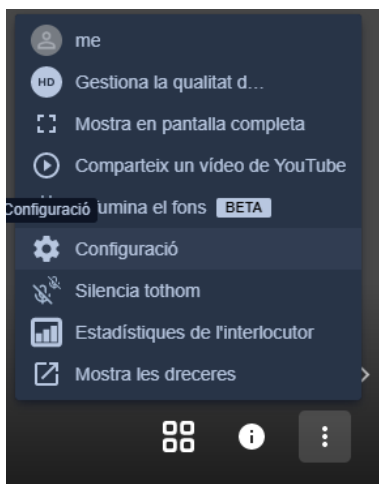 me
HD
Gestiona la qualitat d...
Mostra en pantalla completa
Comparteix un vídeo de YouTube
Configuració
fumina el fons BETA
Configuració
Silencia tothom
Estadístiques de l'interlocutor
Mostra les dreceres